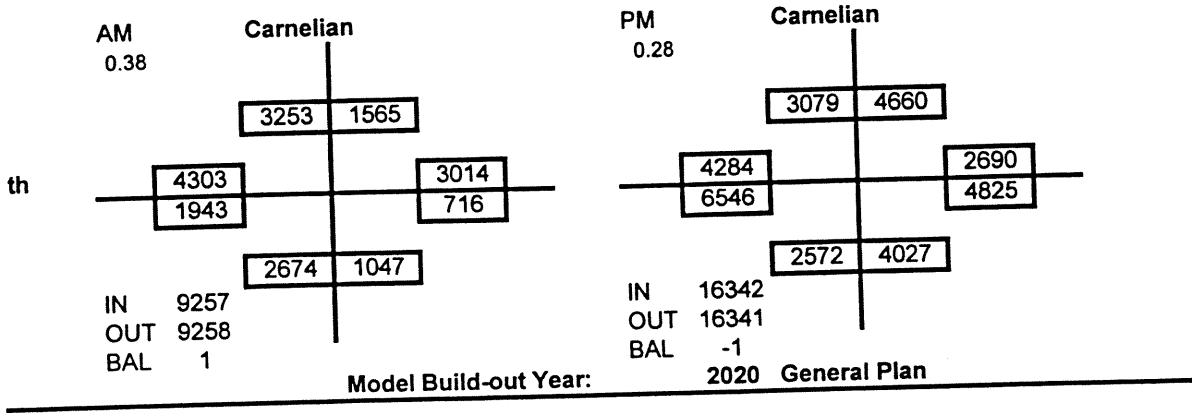 AM Carnelian
0.38
3253 1565
th
4303 3014
1943 716
2674 1047
IN 9257
OUT 9258
BAL 1
PM Carnelian
0.28
3079 4660
4284 2690
6546 4825
2572 4027
IN 16342
OUT 16341
BAL -1
Model Build-out Year: 2020 General Plan